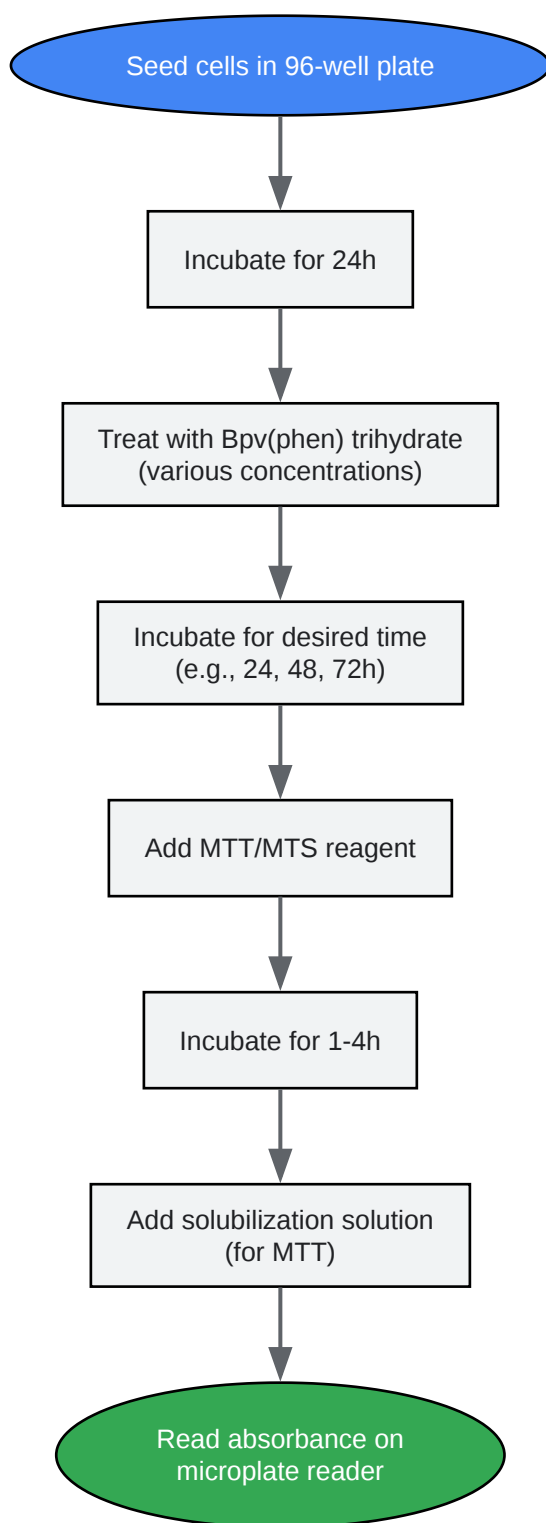 Seed cells in 96-well plate
Incubate for 24h
Treat with Bpv(phen) trihydrate
(various concentrations)
Incubate for desired time
(e.g., 24, 48, 72h)
Add MTT/MTS reagent
Incubate for 1-4h
Add solubilization solution
(for MTT)
Read absorbance on
microplate reader